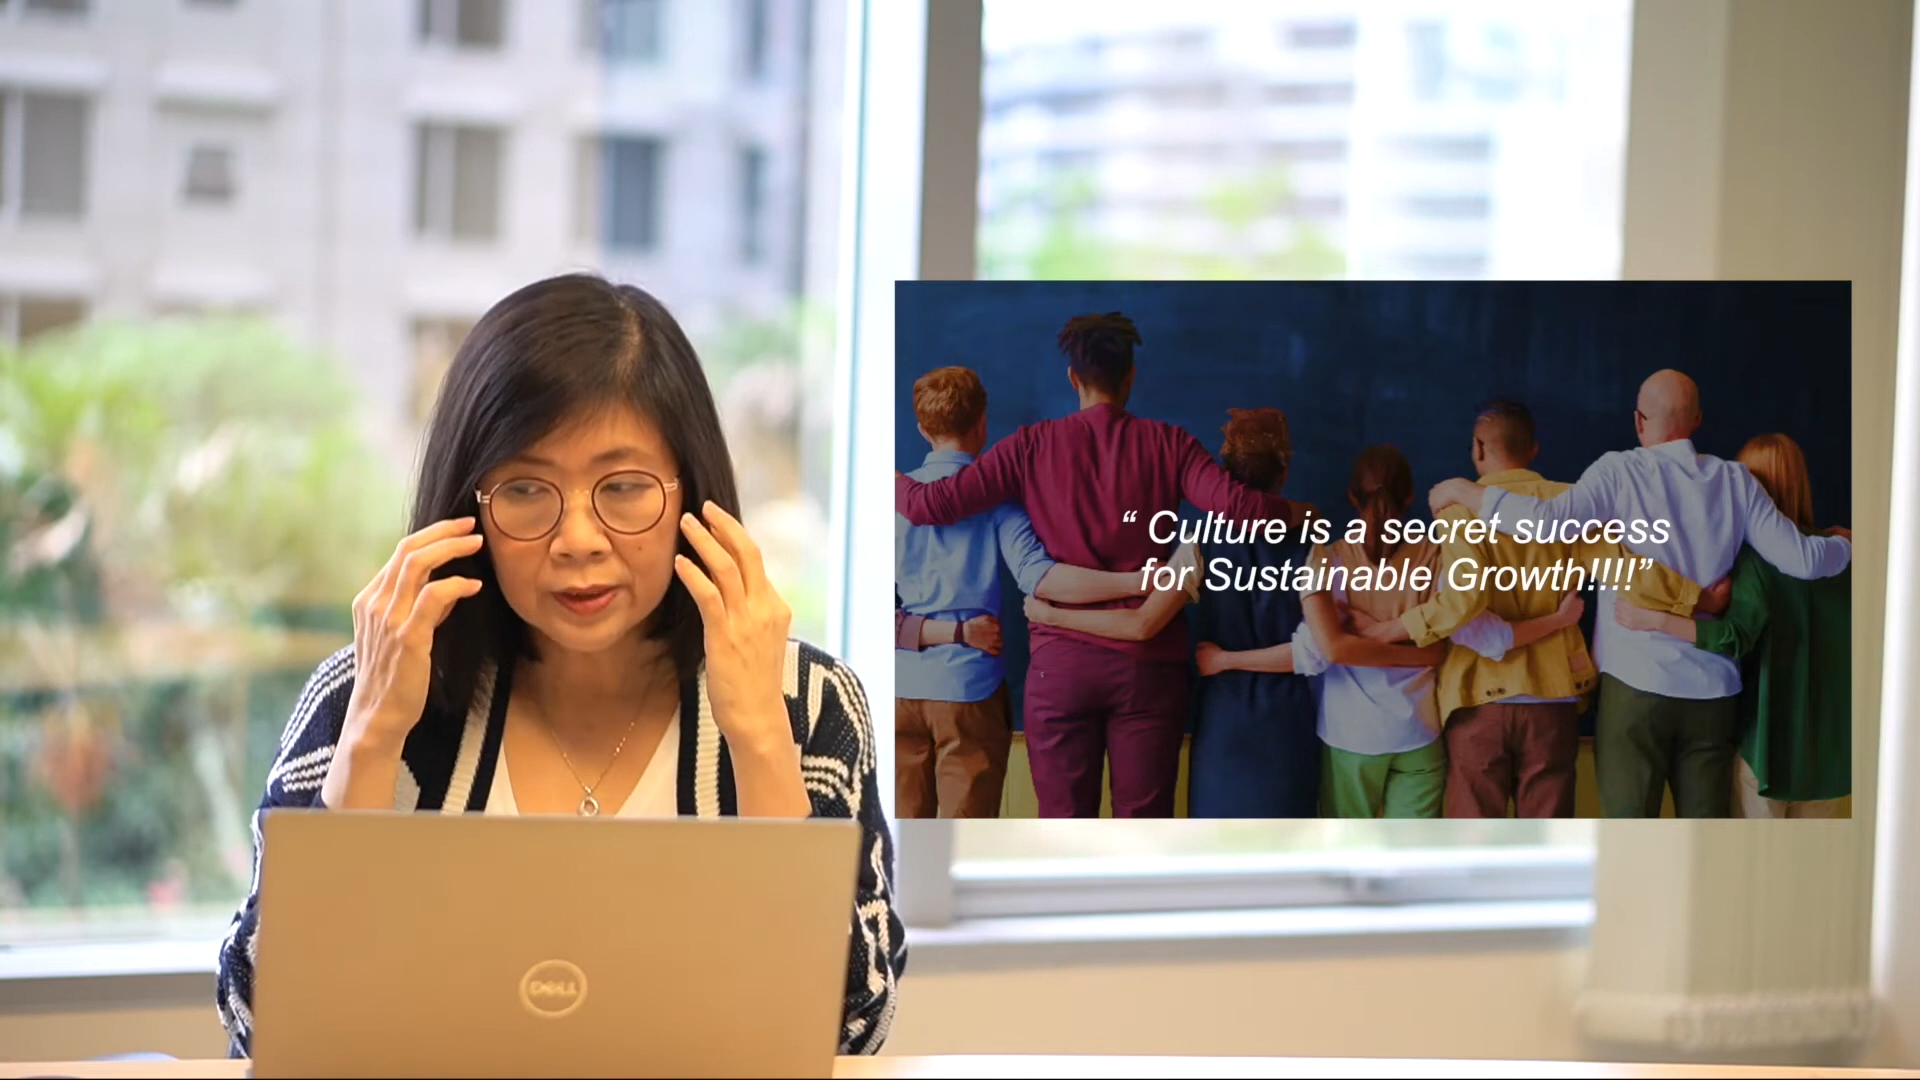 “ Culture is a secret success
for Sustainable Growth!!!!”
DELL